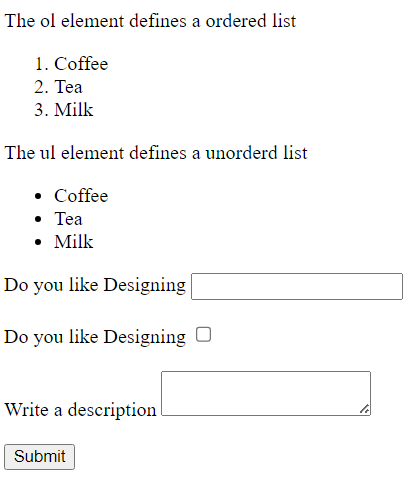 The ol element defines a ordered list
1. Coffee
2. Tea
3. Milk
The ul element defines a unorderd list
• Coffee
• Tea
• Milk
Do you like Designing
Do you like Designing
Write a description
Submit